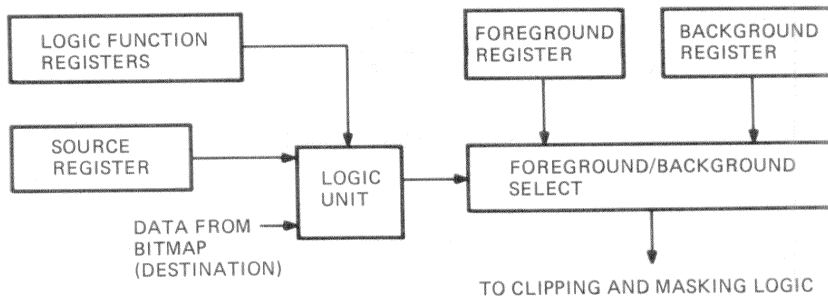 LOGIC FUNCTION
REGISTERS
FOREGROUND
REGISTER
BACKGROUND
REGISTER
SOURCE
REGISTER
LOGIC
UNIT
FOREGROUND/BACKGROUND
SELECT
DATA FROM
BITMAP
(DESTINATION)
TO CLIPPING AND MASKING LOGIC